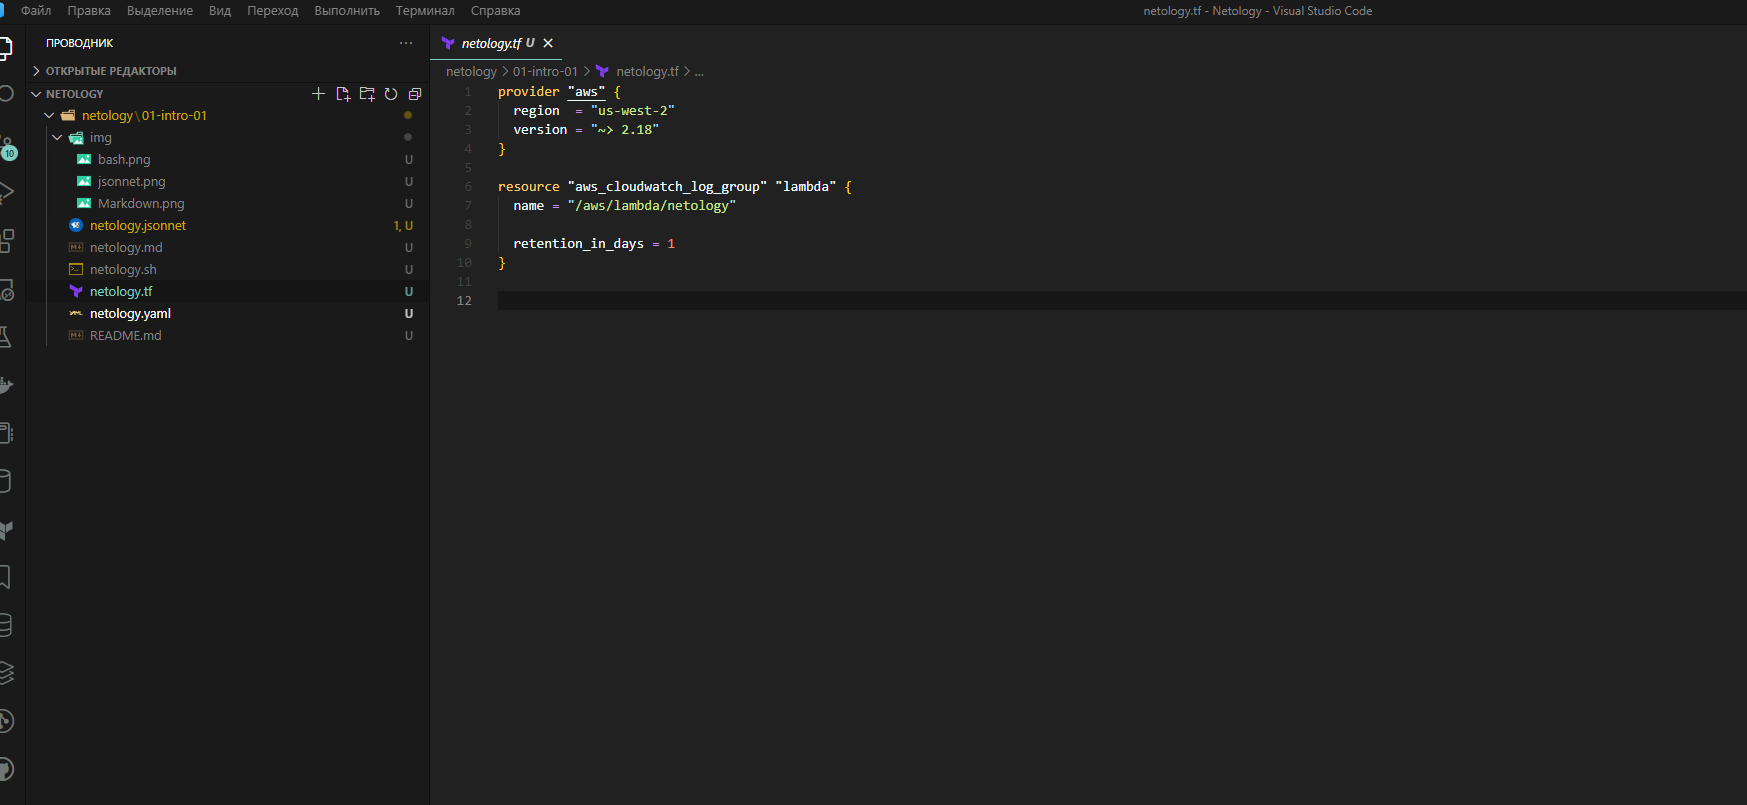 Файл Правка Выделение Вид Переход Выполнить Терминал Справка
netology.tf - Netology - Visual Studio Code
ПРОВОДНИК ...
ОТКРЫТЫЕ РЕДАКТОРЫ
NETOLOGY
netology\01-intro-01
img
bash.png U
jsonnet.png U
Markdown.png U
netology.jsonnet 1, U
netology.md U
netology.sh U
netology.tf U
netology.yaml U
README.md U
10
netology.tf U
netology > 01-intro-01 > netology.tf > ...
1 provider "aws" {
2 region  = "us-west-2"
3 version = "~> 2.18"
4 }
5
6 resource "aws_cloudwatch_log_group" "lambda" {
7 name = "/aws/lambda/netology"
8
9 retention_in_days = 1
10 }
11
12